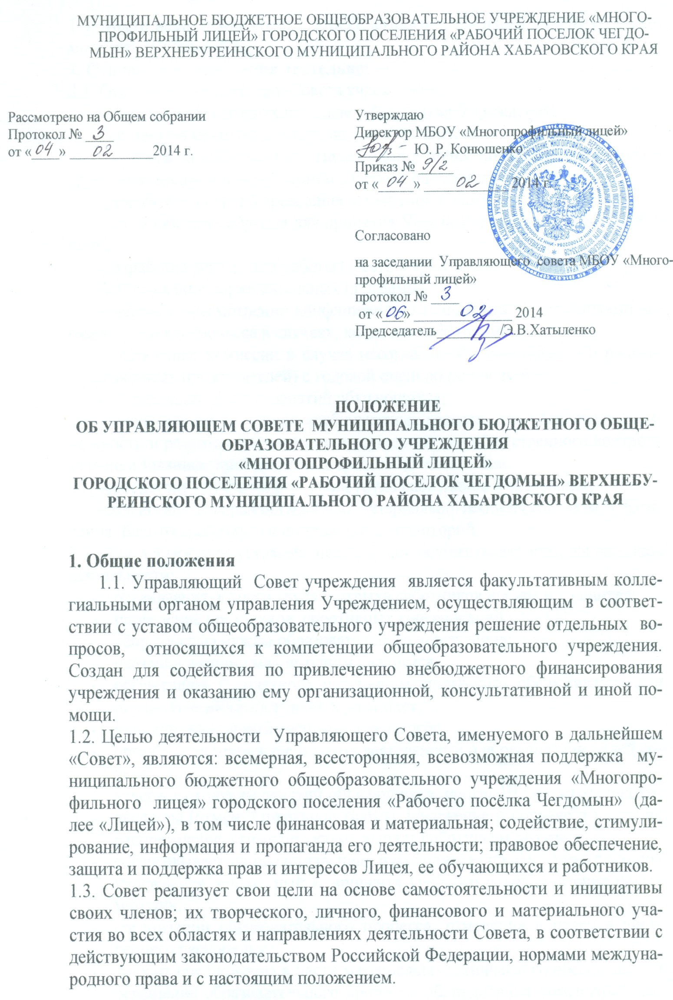 МУНИЦИПАЛЬНОЕ БЮДЖЕТНОЕ ОБЩЕОБРАЗОВАТЕЛЬНОЕ УЧРЕЖДЕНИЕ «МНОГО-
ПРОФИЛЬНЫЙ ЛИЦЕЙ» ГОРОДСКОГО ПОСЕЛЕНИЯ «РАБОЧИЙ ПОСЕЛОК ЧЕГДО-
МЫН» ВЕРХНЕБУРЕИНСКОГО МУНИЦИПАЛЬНОГО РАЙОНА ХАБАРОВСКОГО КРАЯ
Рассмотрено на Общем собрании
Протокол № 3
от «04» 02 2014 г.
Утверждаю
Директор МБОУ «Многопрофильный лицей»
Ю. Р. Конюшенко
Приказ № 9/2
от «04» 02 2014 г.
Согласовано
на заседании Управляющего совета МБОУ «Много-
профильный лицей»
протокол № 3
от «06» 02 2014
Председатель /Э.В.Хатыленко
ПОЛОЖЕНИЕ
ОБ УПРАВЛЯЮЩЕМ СОВЕТЕ МУНИЦИПАЛЬНОГО БЮДЖЕТНОГО ОБЩЕ-
ОБРАЗОВАТЕЛЬНОГО УЧРЕЖДЕНИЯ
«МНОГОПРОФИЛЬНЫЙ ЛИЦЕЙ»
ГОРОДСКОГО ПОСЕЛЕНИЯ «РАБОЧИЙ ПОСЕЛОК ЧЕГДОМЫН» ВЕРХНЕБУ-
РЕИНСКОГО МУНИЦИПАЛЬНОГО РАЙОНА ХАБАРОВСКОГО КРАЯ
1. Общие положения
1.1. Управляющий Совет учреждения является факультативным колле-
гиальными органом управления Учреждением, осуществляющим в соответ-
ствии с уставом общеобразовательного учреждения решение отдельных во-
просов, относящихся к компетенции общеобразовательного учреждения.
Создан для содействия по привлечению внебюджетного финансирования
учреждения и оказанию ему организационной, консультативной и иной по-
мощи.
1.2. Целью деятельности Управляющего Совета, именуемого в дальнейшем
«Совет», являются: всемерная, всесторонняя, всевозможная поддержка му-
ниципального бюджетного общеобразовательного учреждения «Многопро-
фильного лицея» городского поселения «Рабочего посёлка Чегдомын» (да-
лее «Лицей»), в том числе финансовая и материальная; содействие, стимули-
рование, информация и пропаганда его деятельности; правовое обеспечение,
защита и поддержка прав и интересов Лицея, ее обучающихся и работников.
1.3. Совет реализует свои цели на основе самостоятельности и инициативы
своих членов; их творческого, личного, финансового и материального уча-
стия во всех областях и направлениях деятельности Совета, в соответствии с
действующим законодательством Российской Федерации, нормами междуна-
родного права и с настоящим положением.